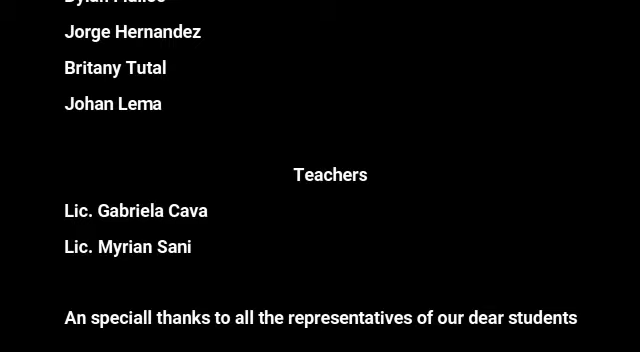 Jorge Hernandez
Britany Tutal
Johan Lema
Teachers
Lic. Gabriela Cava
Lic. Myrian Sani
An speciall thanks to all the representatives of our dear students